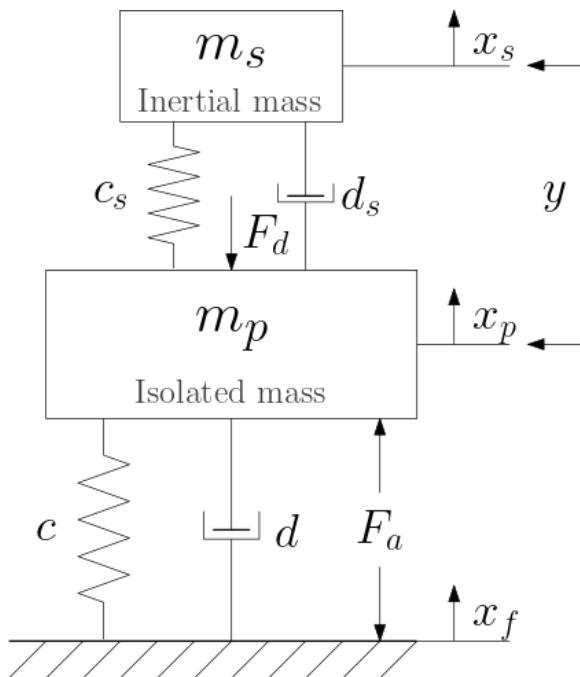 m_s
x_s
Inertial mass
c_s
d_s
y
F_d
m_p
x_p
Isolated mass
c
d
F_a
x_f